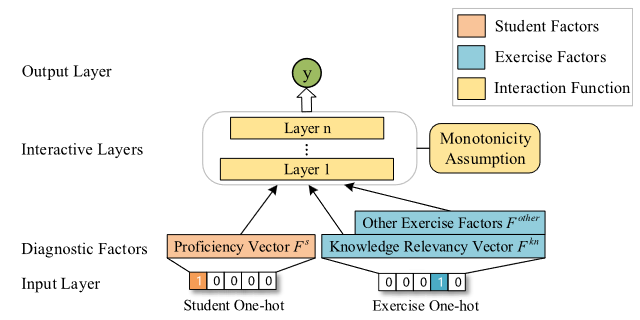 Student Factors
Exercise Factors
Interaction Function
Output Layer
y
Layer n
Interactive Layers
Layer 1
Monotonicity
Assumption
Other Exercise Factors F^other
Diagnostic Factors
Proficiency Vector F^s
Knowledge Relevancy Vector F^kn
Input Layer
1 0 0 0 0
0 0 0 1 0
Student One-hot
Exercise One-hot